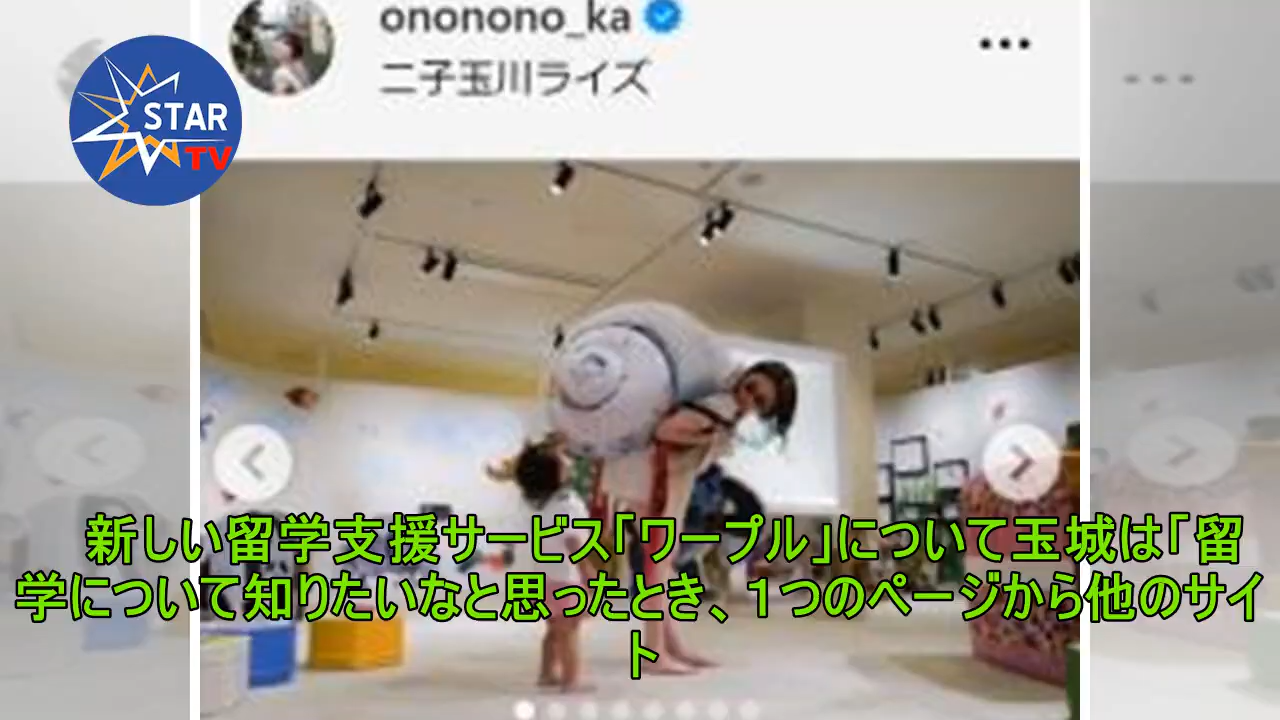 ononono_ka
二子玉川ライズ
STAR
TV
新しい留学支援サービス「ワープル」について玉城は「留
学について知りたいなと思ったとき、１つのページから他のサイ
ト